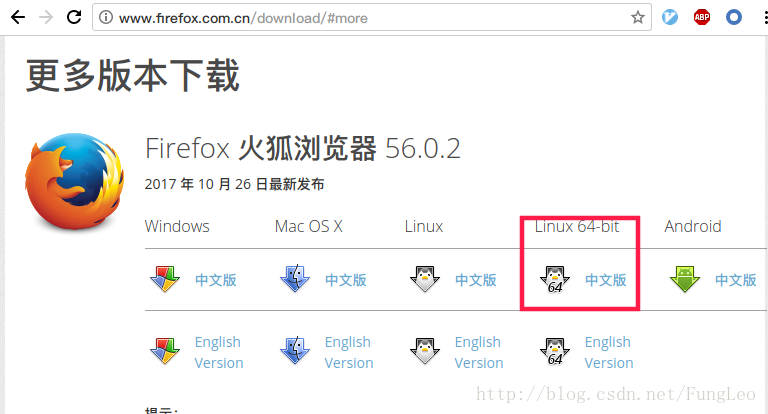 www.firefox.com.cn/download/#more
ABP
更多版本下载
Firefox 火狐浏览器 56.0.2
2017 年 10 月 26 日最新发布
Windows Mac OS X Linux Linux 64-bit Android
中文版 中文版 中文版 64 中文版 中文版
English English English English
Version Version Version 64 Version
http://blog.csdn.net/FungLeo
提示：